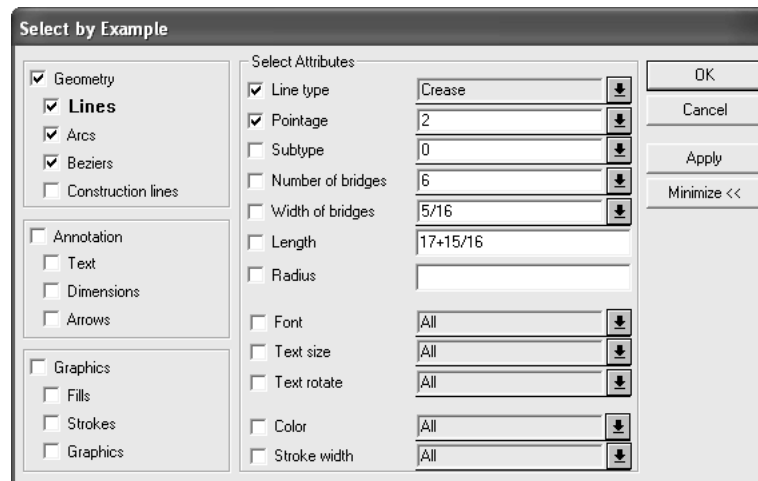 Select by Example
Geometry
Lines
Arcs
Beziers
Construction lines
Annotation
Text
Dimensions
Arrows
Graphics
Fills
Strokes
Graphics
Select Attributes
Line type Crease
Pointage 2
Subtype 0
Number of bridges 6
Width of bridges 5/16
Length 17+15/16
Radius
Font All
Text size All
Text rotate All
Color All
Stroke width All
OK
Cancel
Apply
Minimize <<